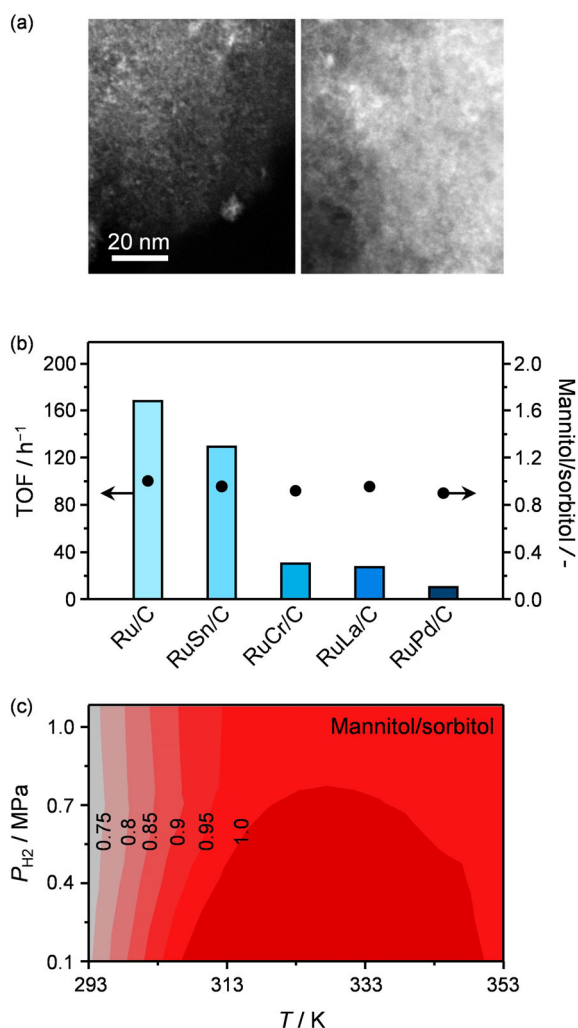 (a)
20 nm
(b)
200
160
120
80
40
0
TOF / h⁻¹
2.0
1.6
1.2
0.8
0.4
0.0
Mannitol/sorbitol / -
Ru/C
RuSn/C
RuCr/C
RuLa/C
RuPd/C
(c)
Mannitol/sorbitol
1.0
0.7
0.4
0.1
P_H2 / MPa
0.75
0.8
0.85
0.9
0.95
1.0
293
313
333
353
T / K